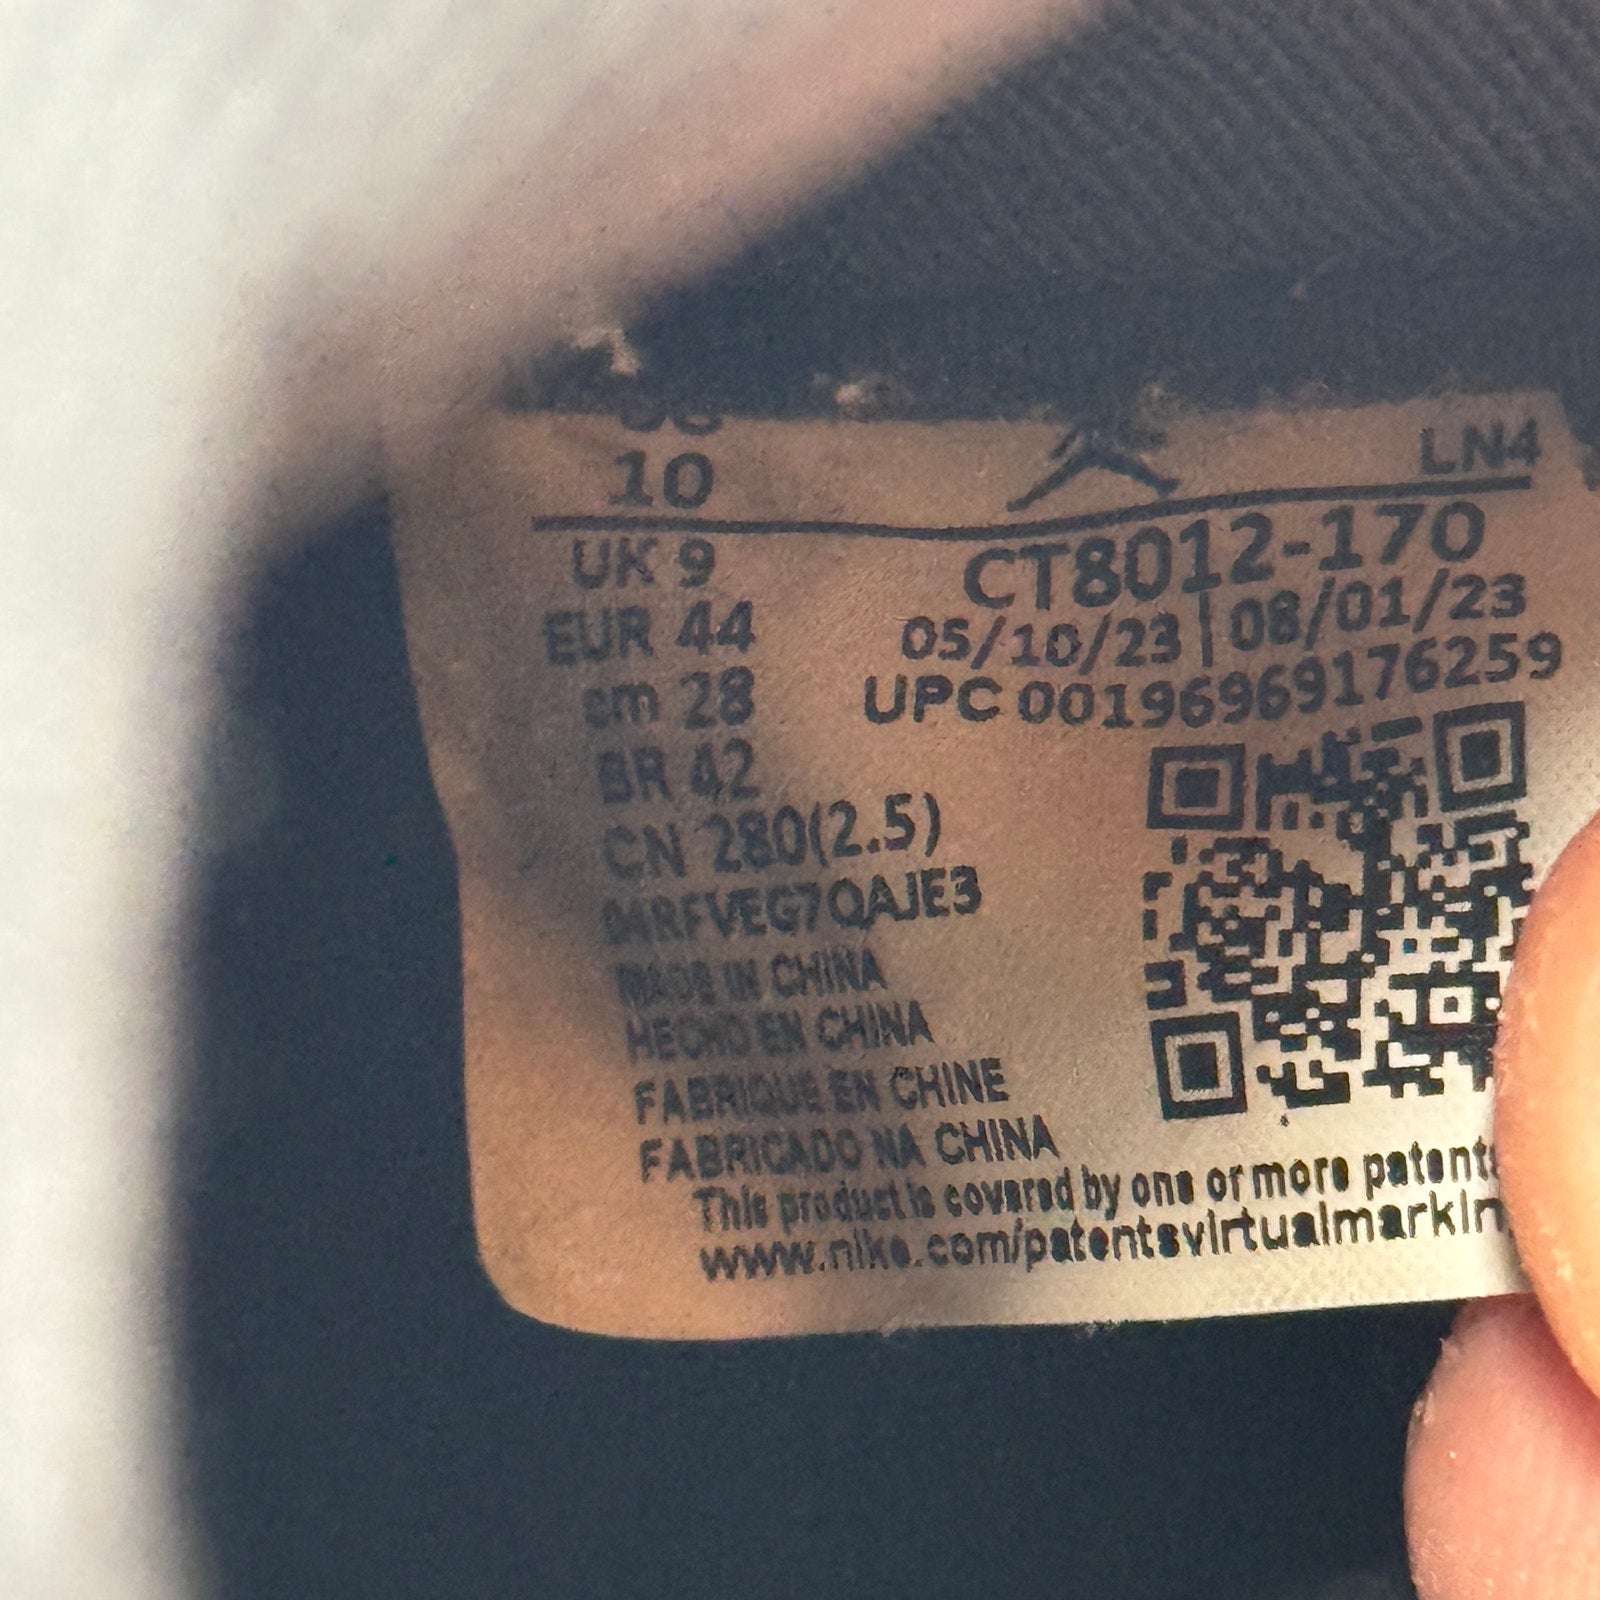 10
LN4
UK 9
CT8012-170
EUR 44
05/10/23 | 08/01/23
cm 28
UPC 00196969176259
BR 42
CN 280(2.5)
MADE IN CHINA
HECHO EN CHINA
FABRIQUE EN CHINE
FABRICADO NA CHINA
This product is covered by one or more patents
www.nike.com/patentsvirtualmarkin